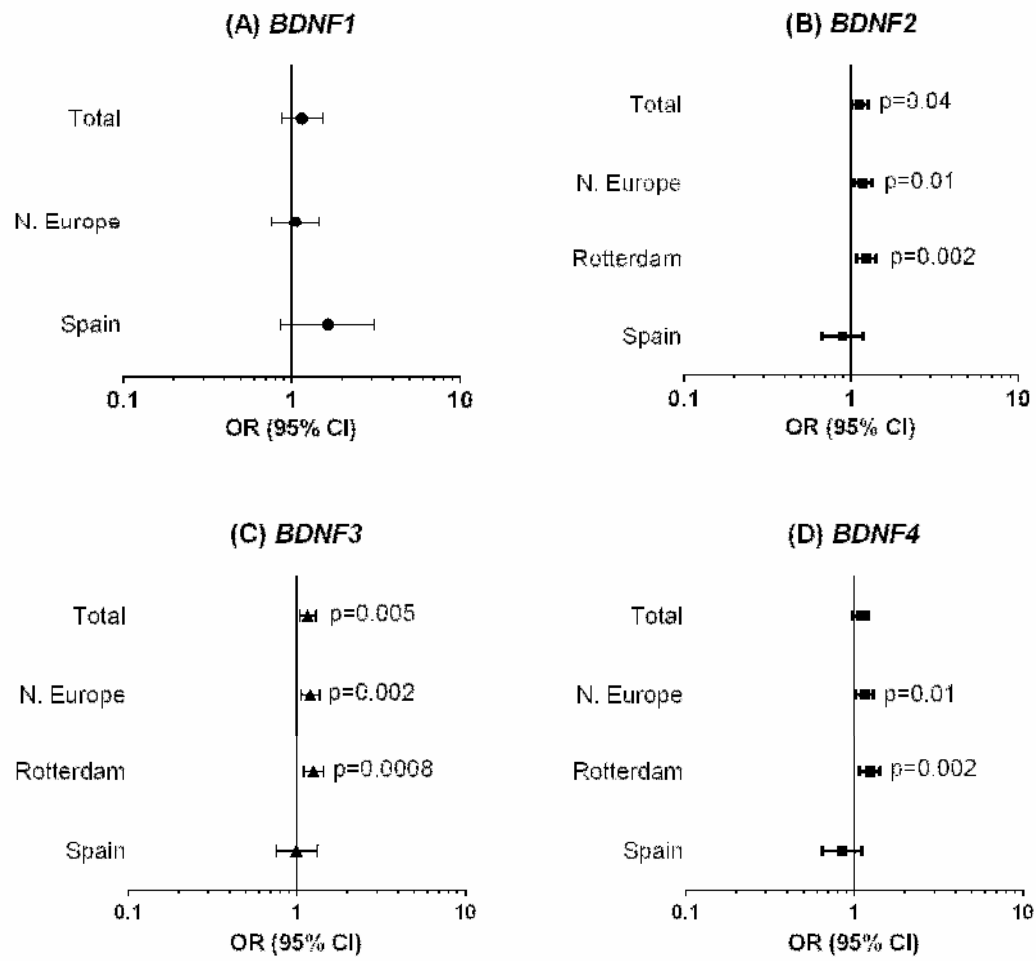 (A) BDNF1
Total
N. Europe
Spain
0.1 1 10
OR (95% CI)
(B) BDNF2
Total p=0.04
N. Europe p=0.01
Rotterdam p=0.002
Spain
0.1 1 10
OR (95% CI)
(C) BDNF3
Total p=0.005
N. Europe p=0.002
Rotterdam p=0.0008
Spain
0.1 1 10
OR (95% CI)
(D) BDNF4
Total
N. Europe p=0.01
Rotterdam p=0.002
Spain
0.1 1 10
OR (95% CI)